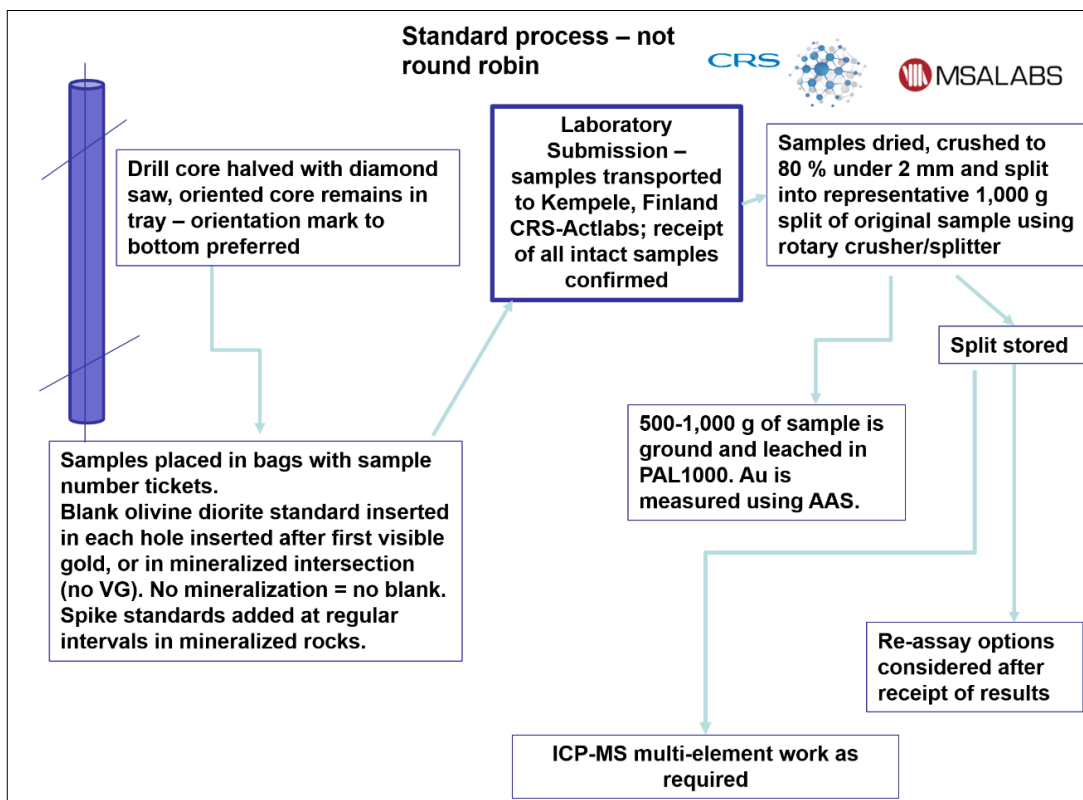 Standard process – not
round robin
CRS
MSALABS
Drill core halved with diamond
saw, oriented core remains in
tray – orientation mark to
bottom preferred
Laboratory
Submission –
samples transported
to Kempele, Finland
CRS-Actlabs; receipt
of all intact samples
confirmed
Samples dried, crushed to
80 % under 2 mm and split
into representative 1,000 g
split of original sample using
rotary crusher/splitter
Split stored
Samples placed in bags with sample
number tickets.
Blank olivine diorite standard inserted
in each hole inserted after first visible
gold, or in mineralized intersection
(no VG). No mineralization = no blank.
Spike standards added at regular
intervals in mineralized rocks.
500-1,000 g of sample is
ground and leached in
PAL1000. Au is
measured using AAS.
Re-assay options
considered after
receipt of results
ICP-MS multi-element work as
required